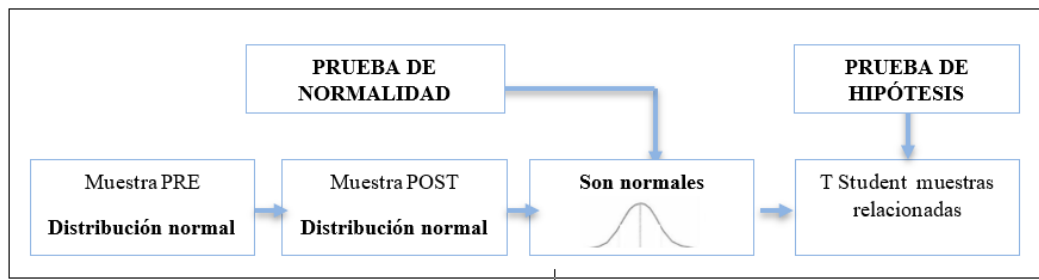 PRUEBA DE
NORMALIDAD
PRUEBA DE
HIPÓTESIS
Muestra PRE
Distribución normal
Muestra POST
Distribución normal
Son normales
T Student muestras
relacionadas